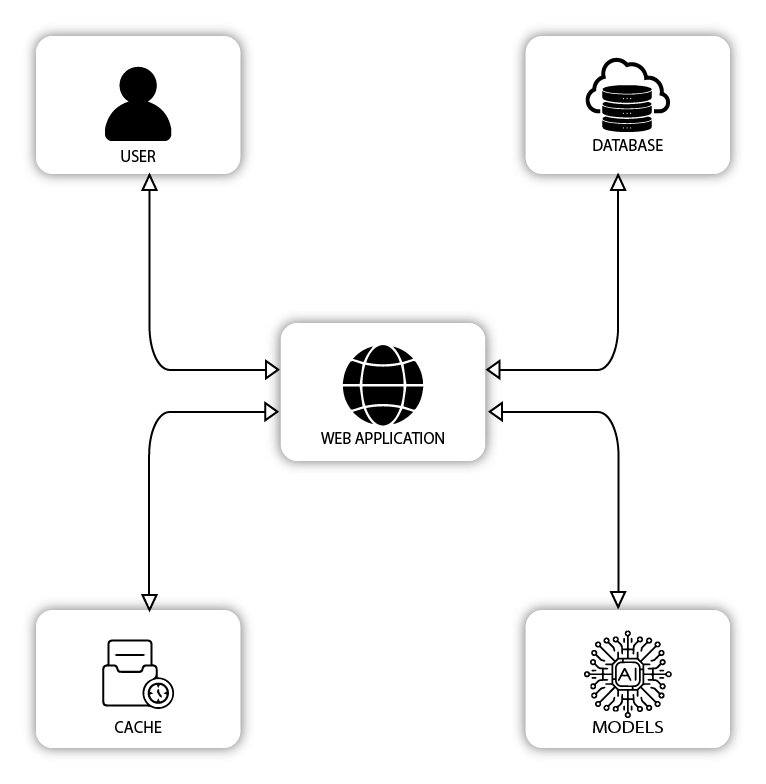 USER
DATABASE
WEB APPLICATION
CACHE
AI
MODELS